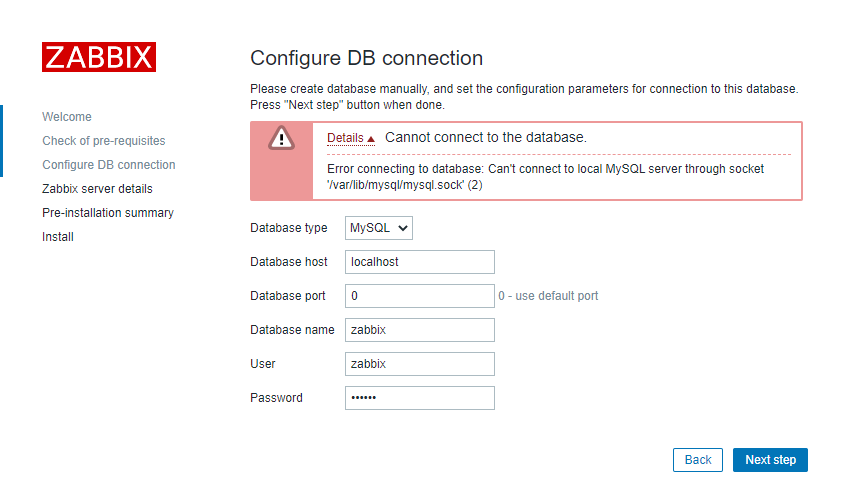 ZABBIX
Welcome
Check of pre-requisites
Configure DB connection
Zabbix server details
Pre-installation summary
Install
Configure DB connection
Please create database manually, and set the configuration parameters for connection to this database.
Press "Next step" button when done.
Details Cannot connect to the database.
Error connecting to database: Can't connect to local MySQL server through socket
'/var/lib/mysql/mysql.sock' (2)
Database type MySQL
Database host localhost
Database port 0 0 - use default port
Database name zabbix
User zabbix
Password ••••••
Back Next step